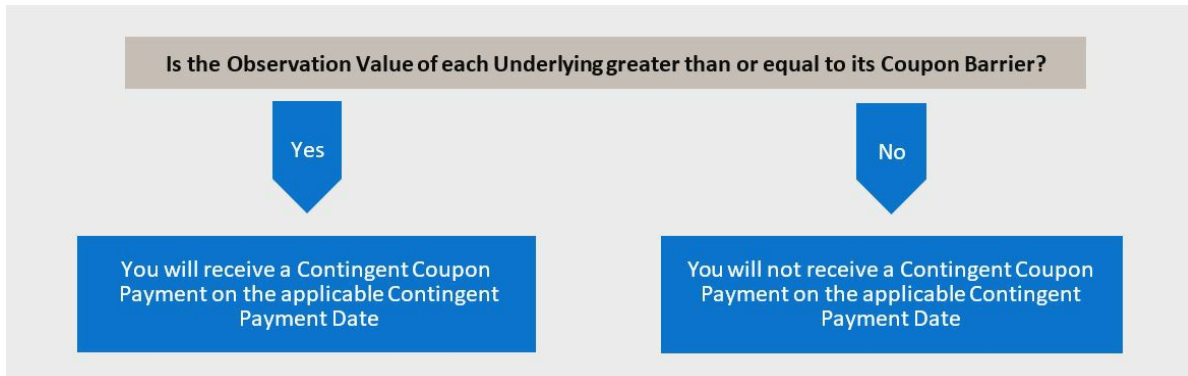 Is the Observation Value of each Underlying greater than or equal to its Coupon Barrier?
Yes
No
You will receive a Contingent Coupon
Payment on the applicable Contingent
Payment Date
You will not receive a Contingent Coupon
Payment on the applicable Contingent
Payment Date